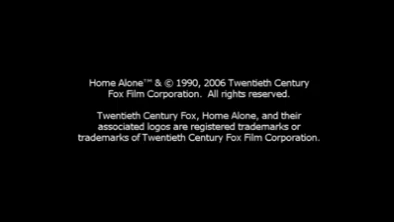 Home Alone™ & © 1990, 2006 Twentieth Century
Fox Film Corporation. All rights reserved.
Twentieth Century Fox, Home Alone, and their
associated logos are registered trademarks or
trademarks of Twentieth Century Fox Film Corporation.